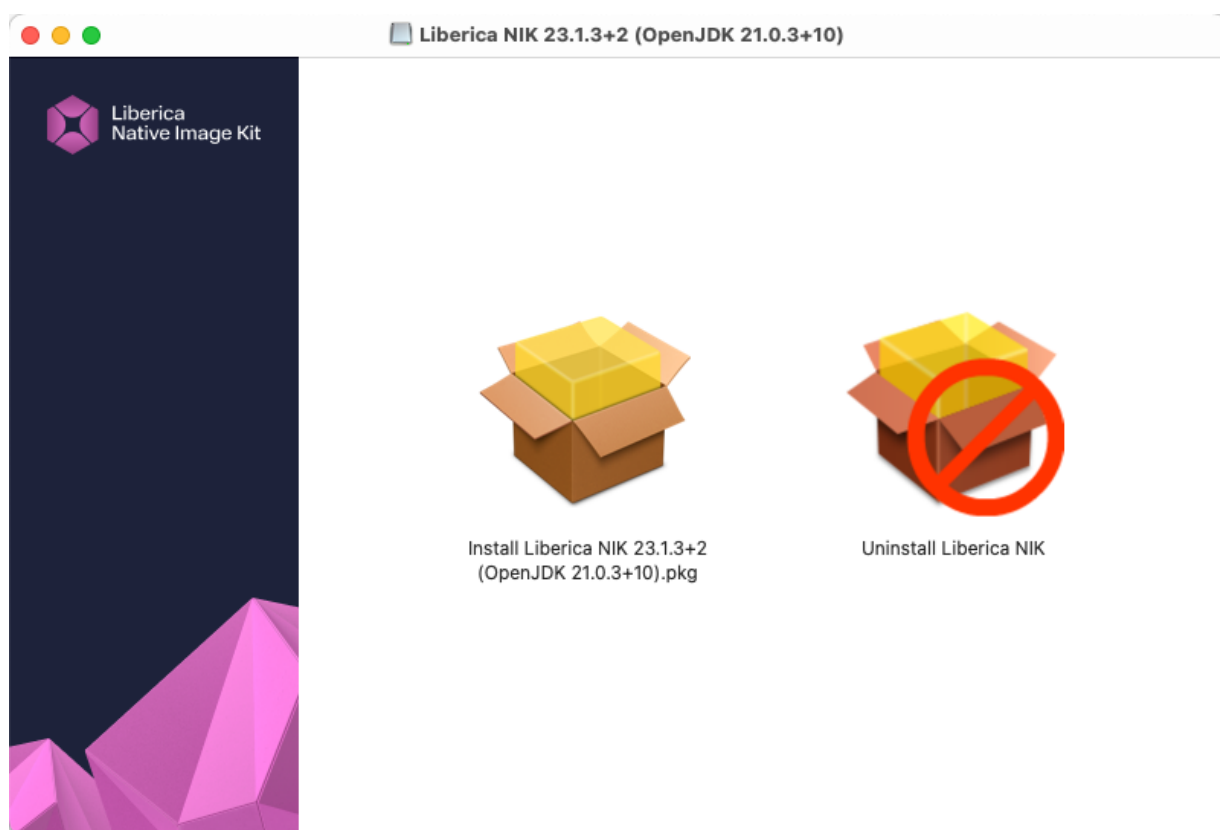 Liberica NIK 23.1.3+2 (OpenJDK 21.0.3+10)
Liberica
Native Image Kit
Install Liberica NIK 23.1.3+2
(OpenJDK 21.0.3+10).pkg
Uninstall Liberica NIK